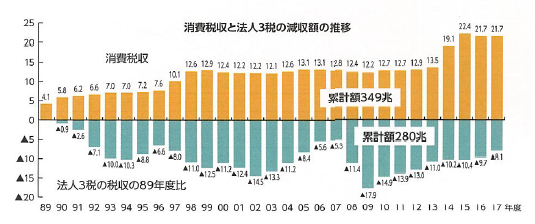 消費税収と法人3税の減収額の推移
消費税収
25
20
15
10
5
0
▲5
▲10
▲15
▲20
4.1 5.8 6.2 6.6 7.0 7.0 7.2 7.6 10.1 12.6 12.9 12.4 12.2 12.2 12.1 12.6 13.1 13.1 12.8 12.4 12.2 12.7 12.7 12.9 13.5 19.1 22.4 21.7 21.7
累計額349兆
累計額280兆
▲0.9 ▲2.6 ▲7.1 ▲10.0 ▲10.3 ▲8.8 ▲6.6 ▲8.0 ▲11.0 ▲12.5 ▲11.2 ▲12.4 ▲14.5 ▲13.3 ▲11.2 ▲8.4 ▲5.6 ▲5.3 ▲11.4 ▲17.9 ▲14.9 ▲13.9 ▲13.0 ▲11.0 ▲10.2 ▲10.4 ▲9.7 ▲8.1
法人3税の税収の89年度比
89 90 91 92 93 94 95 96 97 98 99 00 01 02 03 04 05 06 07 08 09 10 11 12 13 14 15 16 17 年度